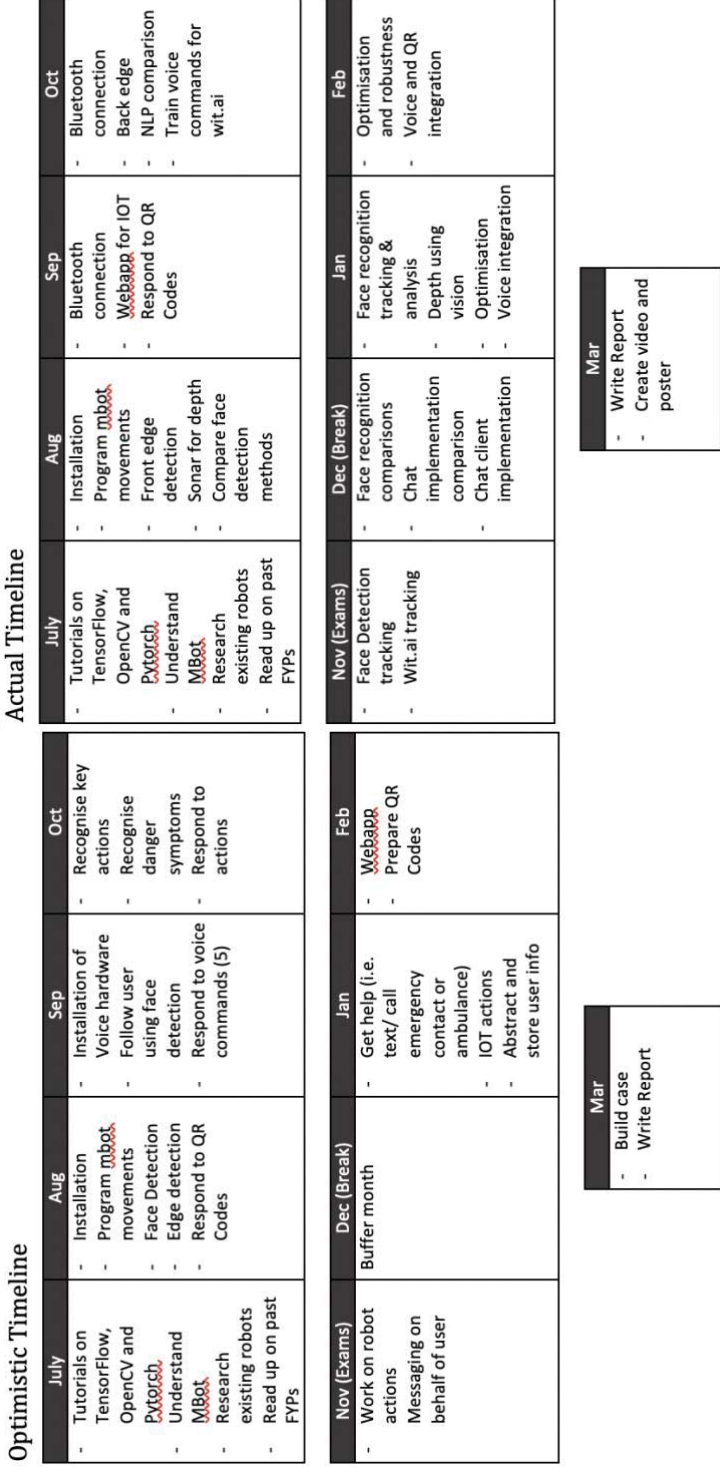 Optimistic Timeline
July
- Tutorials on
TensorFlow,
OpenCV and
Pytorch
- Understand
MBot
- Research
existing robots
- Read up on past
FYPs
Aug
- Installation
- Program mbot
movements
- Face Detection
- Edge detection
- Respond to QR
Codes
Sep
- Installation of
Voice hardware
- Follow user
using face
detection
- Respond to voice
commands (5)
Oct
- Recognise key
actions
- Recognise
danger
symptoms
- Respond to
actions
Nov (Exams)
- Work on robot
actions
Messaging on
behalf of user
Dec (Break)
Buffer month
Jan
- Get help (i.e.
text/ call
emergency
contact or
ambulance)
- IOT actions
- Abstract and
store user info
Feb
- Webapp
- Prepare QR
Codes
Mar
- Build case
- Write Report
Actual Timeline
July
- Tutorials on
TensorFlow,
OpenCV and
Pytorch
- Understand
MBot
- Research
existing robots
- Read up on past
FYPs
Aug
- Installation
- Program mbot
movements
- Front edge
detection
- Sonar for depth
- Compare face
detection
methods
Sep
- Bluetooth
connection
- Webapp for IOT
- Respond to QR
Codes
Oct
- Bluetooth
connection
- Back edge
- NLP comparison
- Train voice
commands for
wit.ai
Nov (Exams)
- Face Detection
tracking
- Wit.ai tracking
Dec (Break)
- Face recognition
comparisons
- Chat
implementation
comparison
- Chat client
implementation
Jan
- Face recognition
tracking &
analysis
- Depth using
vision
- Optimisation
- Voice integration
Feb
- Optimisation
and robustness
- Voice and QR
integration
Mar
- Write Report
- Create video and
poster